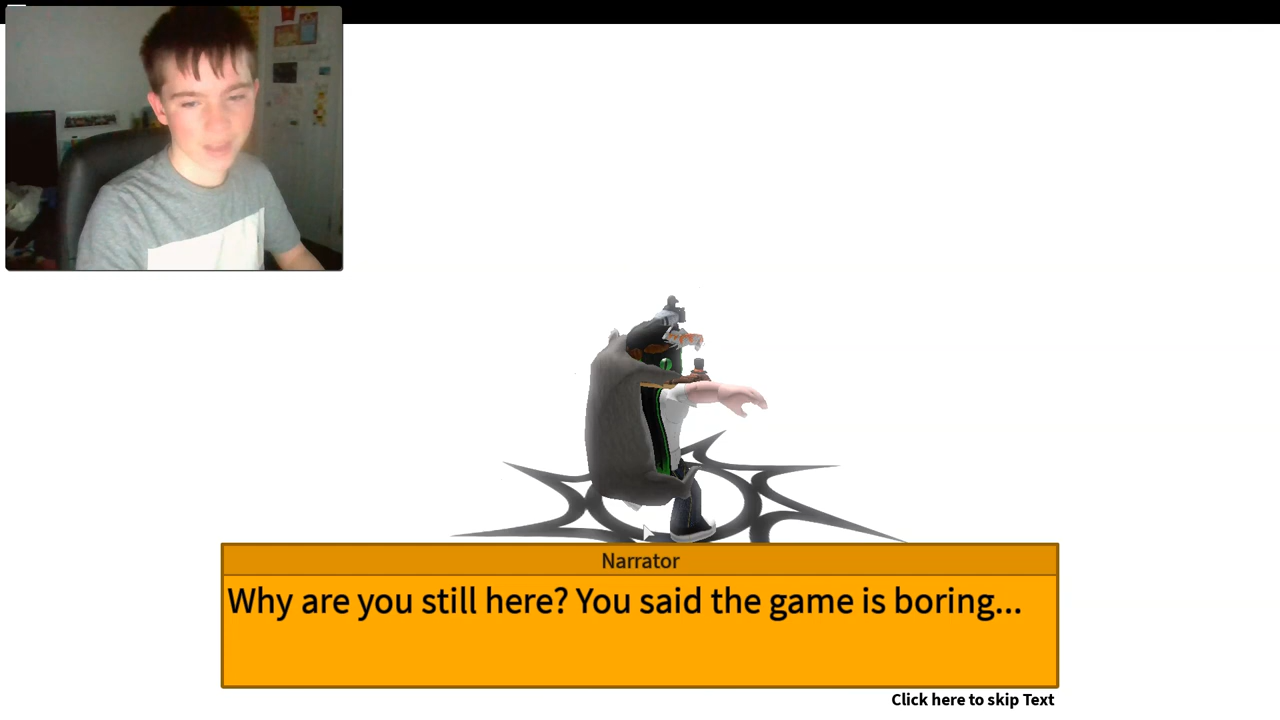 Narrator
Why are you still here? You said the game is boring...
Click here to skip Text